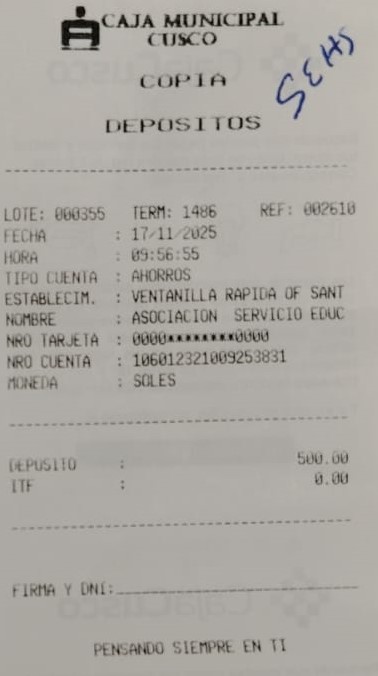 CAJA MUNICIPAL
CUSCO
COPIA
SEHS
DEPOSITOS
LOTE: 000355 TERM: 1486 REF: 002610
FECHA : 17/11/2025
HORA : 09:56:55
TIPO CUENTA : AHORROS
ESTABLECIM. : VENTANILLA RAPIDA OF SANT
NOMBRE : ASOCIACION SERVICIO EDUC
NRO TARJETA : 0000*********0000
NRO CUENTA : 106012321009253831
MONEDA : SOLES
DEPOSITO : 500.00
ITF : 0.00
FIRMA Y DNI:
PENSANDO SIEMPRE EN TI